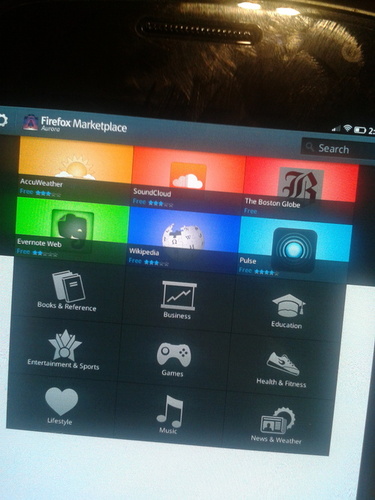 Firefox Marketplace
Aurora
Search
AccuWeather
SoundCloud
The Boston Globe
Free
Free
Evernote Web
Wikipedia
Pulse
Free
Free
Free
Books & Reference
Business
Education
Entertainment & Sports
Games
Health & Fitness
Lifestyle
Music
News & Weather